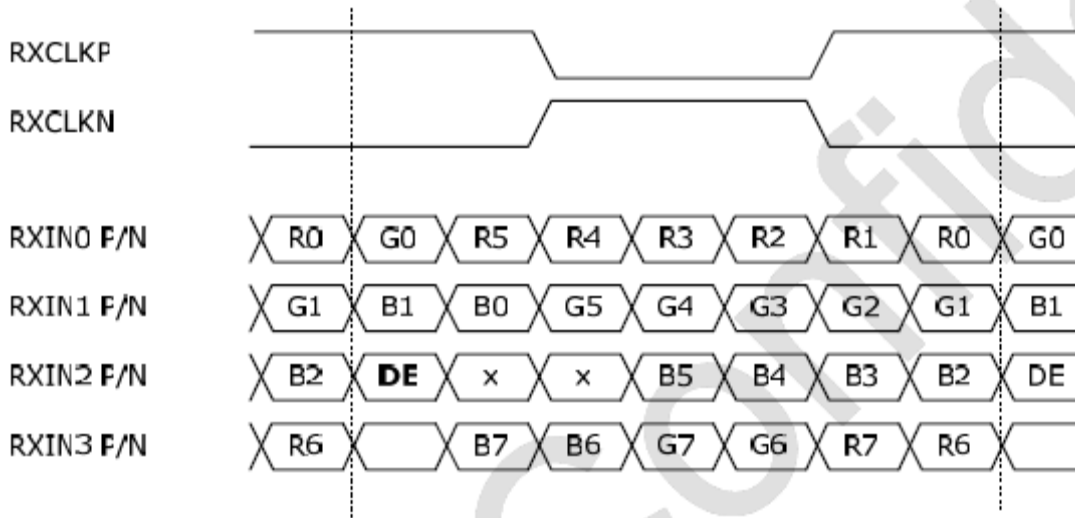 RXCLKP
RXCLKN
RXIN0 P/N R0 G0 R5 R4 R3 R2 R1 R0 G0
RXIN1 P/N G1 B1 B0 G5 G4 G3 G2 G1 B1
RXIN2 P/N B2 DE x x B5 B4 B3 B2 DE
RXIN3 P/N R6 B7 B6 G7 G6 R7 R6
Confid